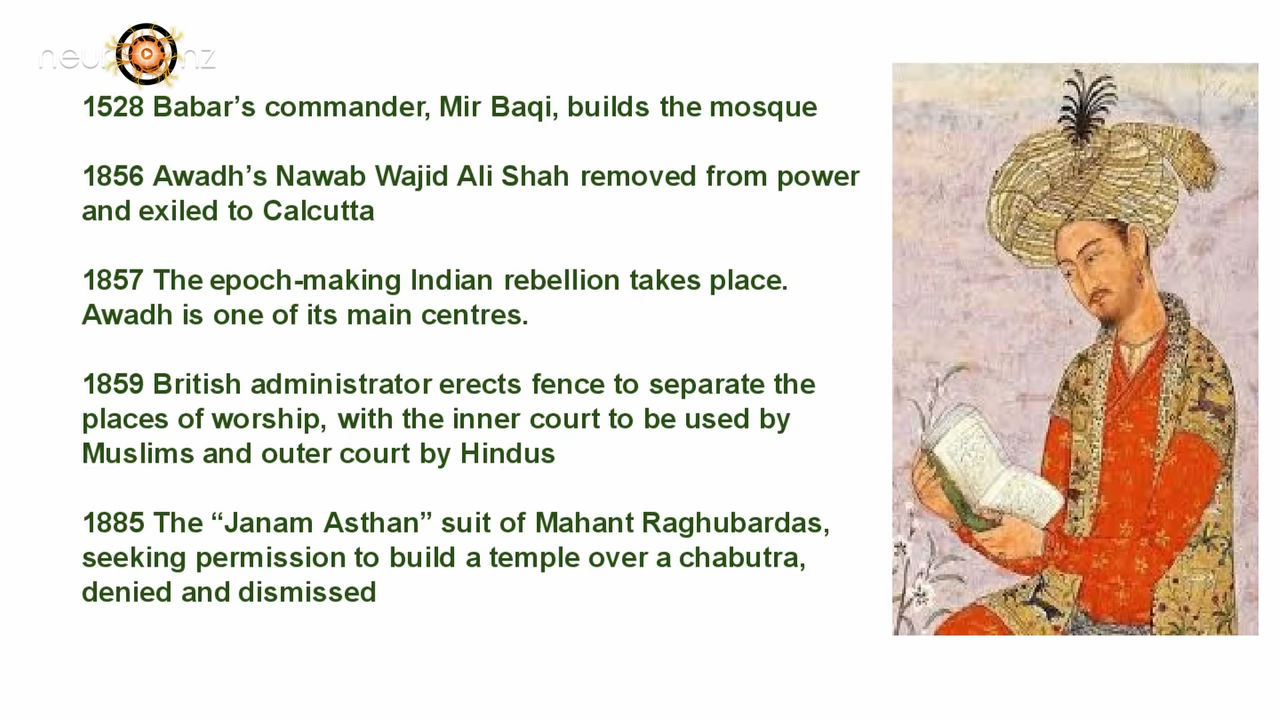 1528 Babar’s commander, Mir Baqi, builds the mosque
1856 Awadh’s Nawab Wajid Ali Shah removed from power
and exiled to Calcutta
1857 The epoch-making Indian rebellion takes place.
Awadh is one of its main centres.
1859 British administrator erects fence to separate the
places of worship, with the inner court to be used by
Muslims and outer court by Hindus
1885 The “Janam Asthan” suit of Mahant Raghubardas,
seeking permission to build a temple over a chabutra,
denied and dismissed